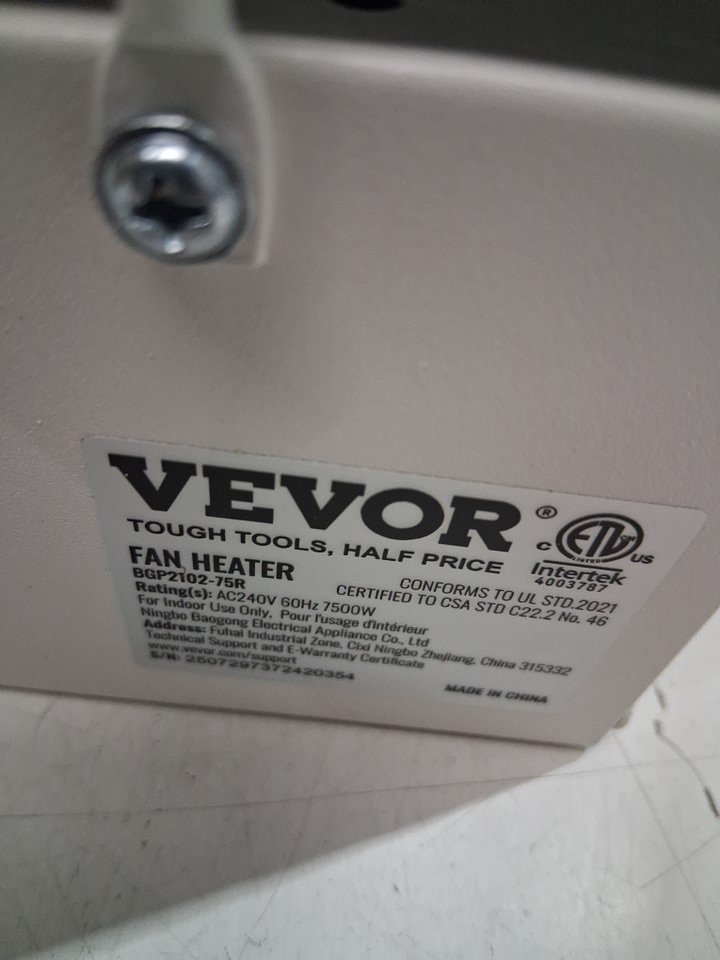 VEVOR®
TOUGH TOOLS, HALF PRICE
FAN HEATER
BGP2102-75R
Rating(s): AC240V 60Hz 7500W
For Indoor Use Only, Pour l'usage d'intérieur
Ningbo Baogong Electrical Appliance Co., Ltd
Address: Fuhai Industrial Zone, Cixi Ningbo Zhejiang, China 315332
Technical Support and E-Warranty Certificate
www.vevor.com/support
S/N: 2507297372420354
C ETL US
LISTED
Intertek
4003787
CONFORMS TO UL STD.2021
CERTIFIED TO CSA STD C22.2 No. 46
MADE IN CHINA